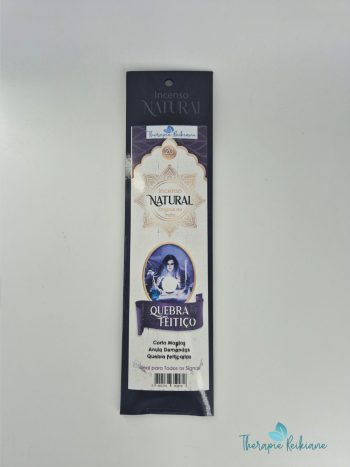 Incenso
NATURAL
Therapie Reikiane
Incenso
NATURAL
QUEBRA
FEITIÇO
Corta Magias
Anula Demandas
Quebra feitiçarias
Ideal para Todos os Signos
Therapie Reikiane